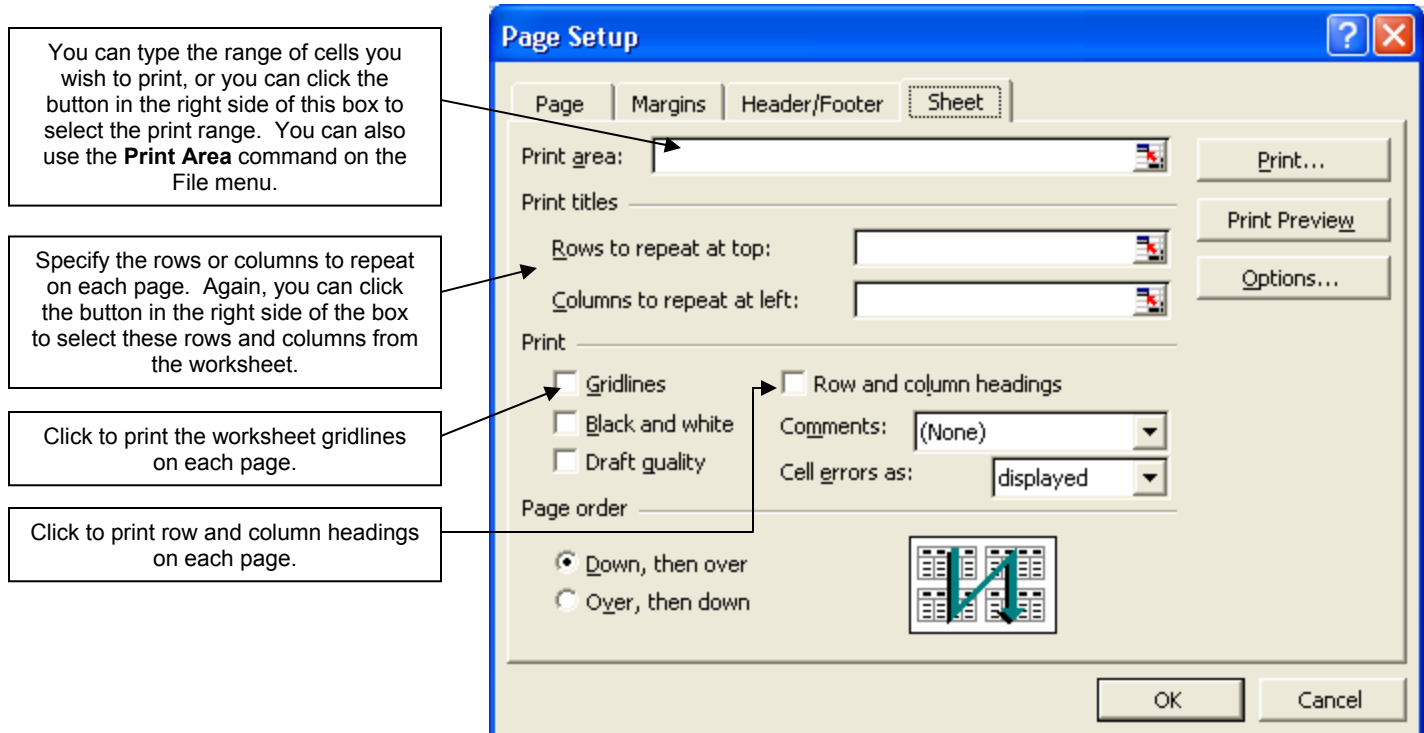 You can type the range of cells you
wish to print, or you can click the
button in the right side of this box to
select the print range.  You can also
use the Print Area command on the
File menu.
Specify the rows or columns to repeat
on each page.  Again, you can click
the button in the right side of the box
to select these rows and columns from
the worksheet.
Click to print the worksheet gridlines
on each page.
Click to print row and column headings
on each page.
Page Setup
Page
Margins
Header/Footer
Sheet
Print area:
Print...
Print titles
Print Preview
Rows to repeat at top:
Options...
Columns to repeat at left:
Print
Gridlines
Row and column headings
Black and white
Comments:
(None)
Draft quality
Cell errors as:
displayed
Page order
Down, then over
Over, then down
OK
Cancel